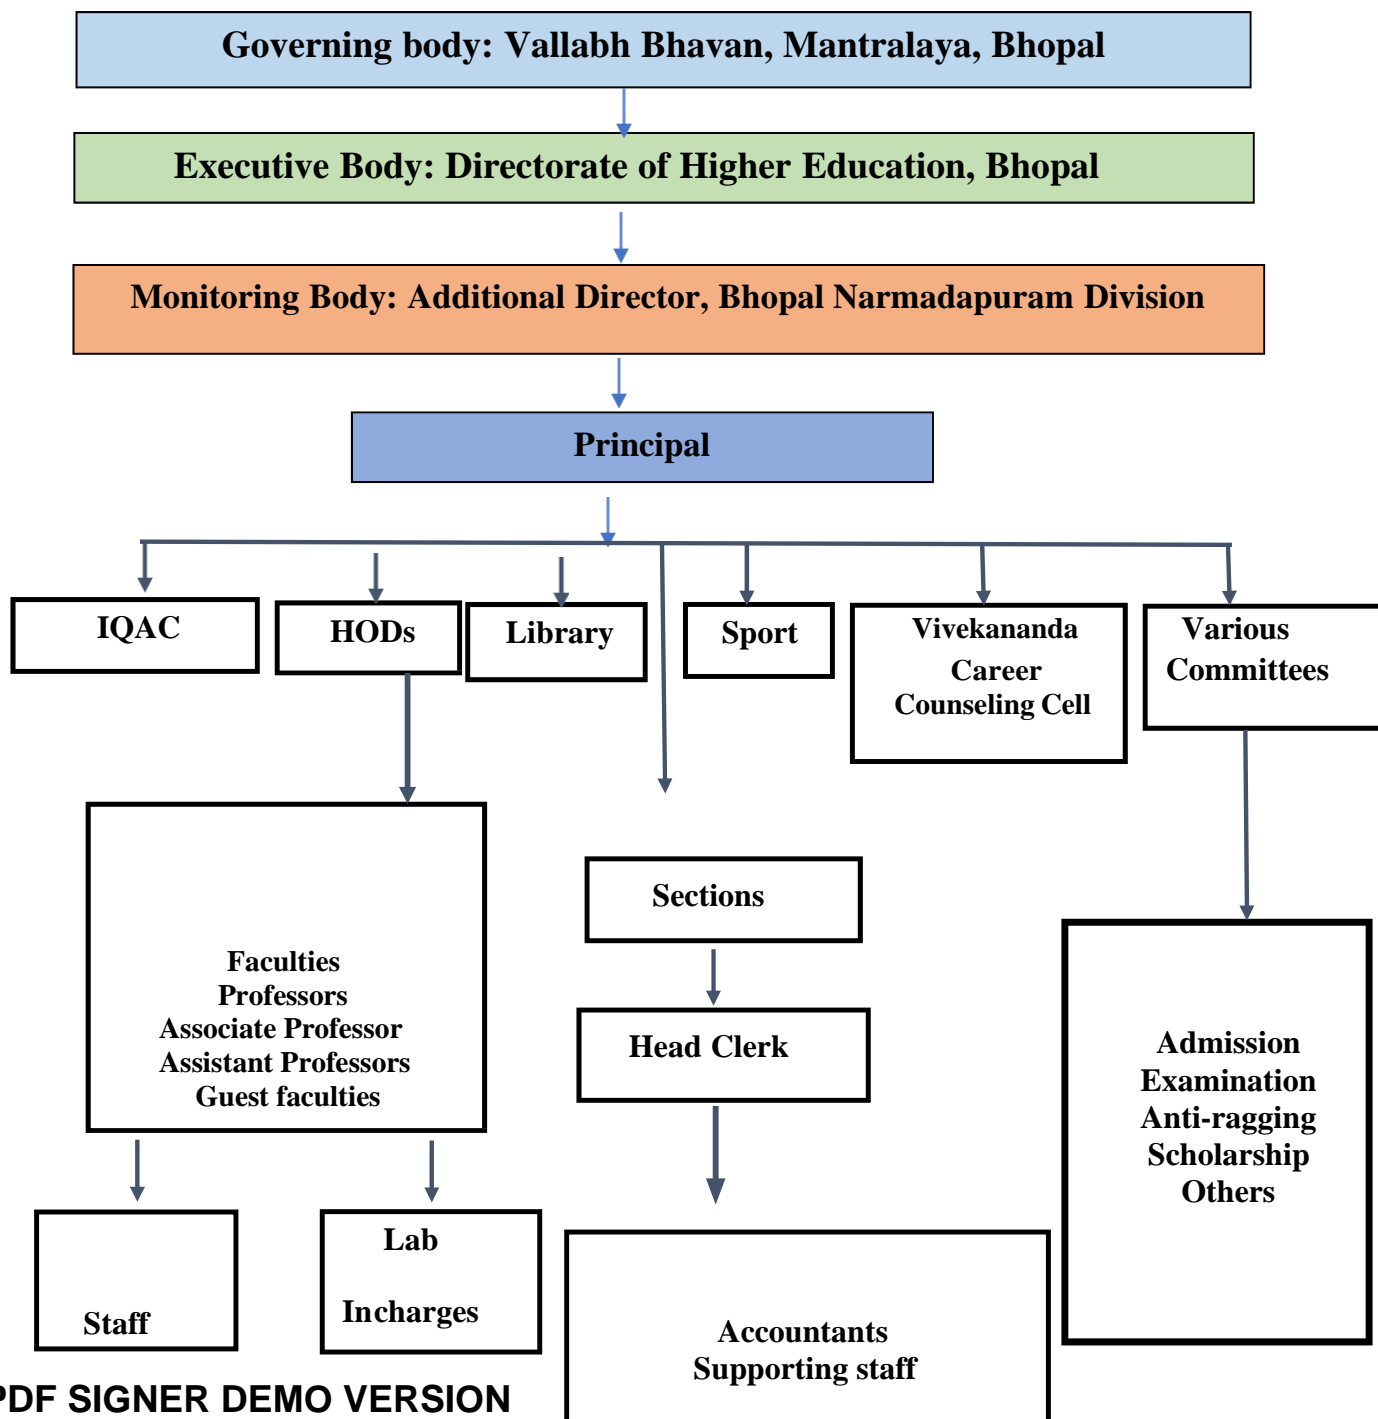 Governing body: Vallabh Bhavan, Mantralaya, Bhopal
Executive Body: Directorate of Higher Education, Bhopal
Monitoring Body: Additional Director, Bhopal Narmadapuram Division
Principal
IQAC
HODs
Library
Sport
Vivekananda
Career
Counseling Cell
Various
Committees
Faculties
Professors
Associate Professor
Assistant Professors
Guest faculties
Sections
Head Clerk
Admission
Examination
Anti-ragging
Scholarship
Others
Staff
Lab
Incharges
Accountants
Supporting staff
PDF SIGNER DEMO VERSION